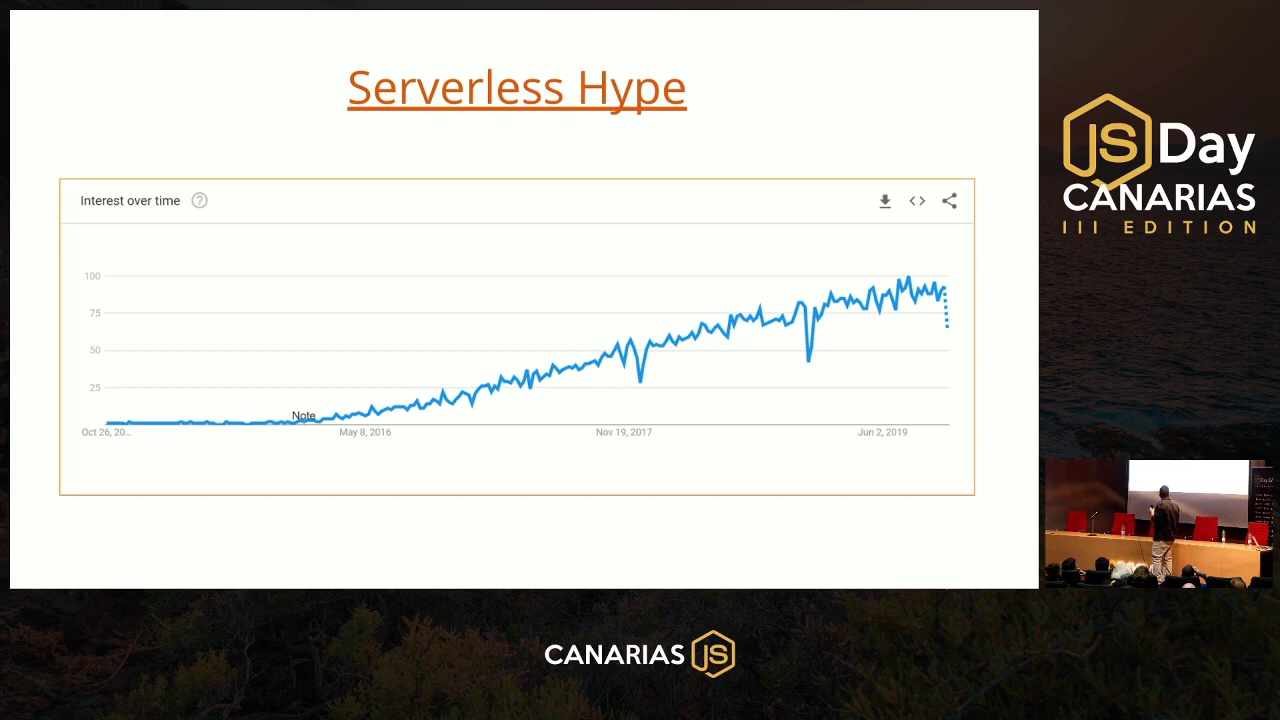 Serverless Hype
Interest over time ?
100
75
50
25
Note
Oct 26, 20... May 8, 2016 Nov 19, 2017 Jun 2, 2019
JS Day
CANARIAS
III EDITION
CANARIAS JS